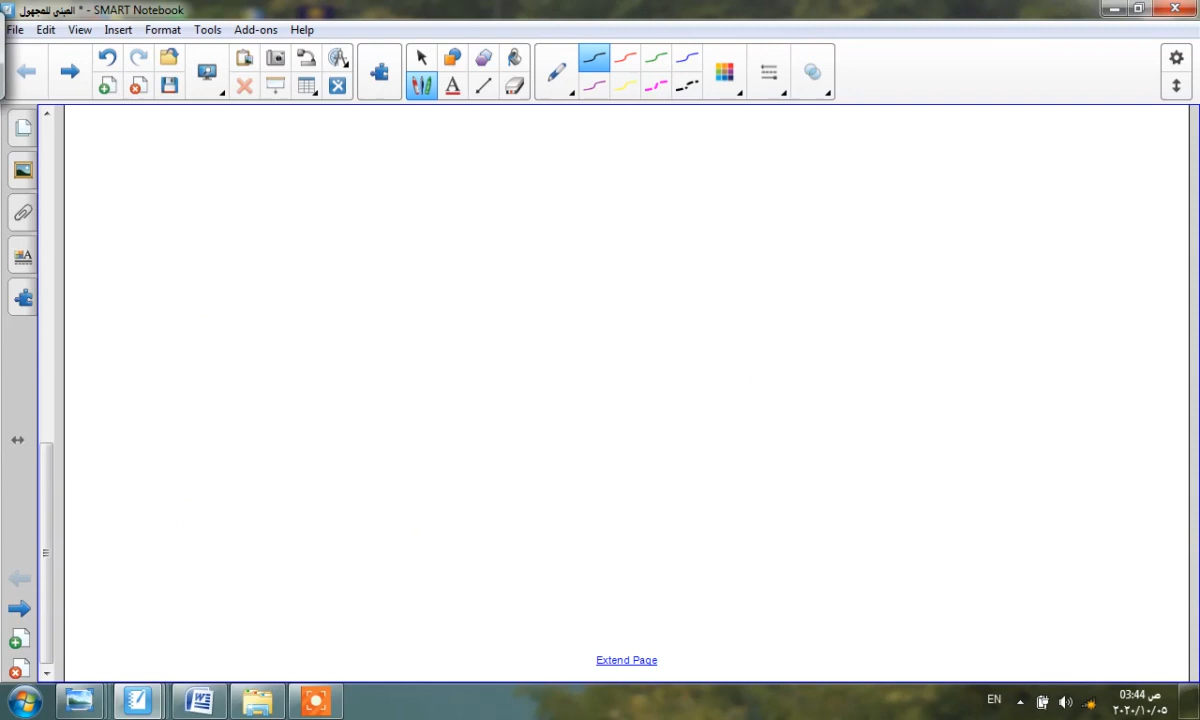 المبني للمجهول * - SMART Notebook
File Edit View Insert Format Tools Add-ons Help
Extend Page
EN
03:44 ص
٢٠٢٠/١٠/٠٥